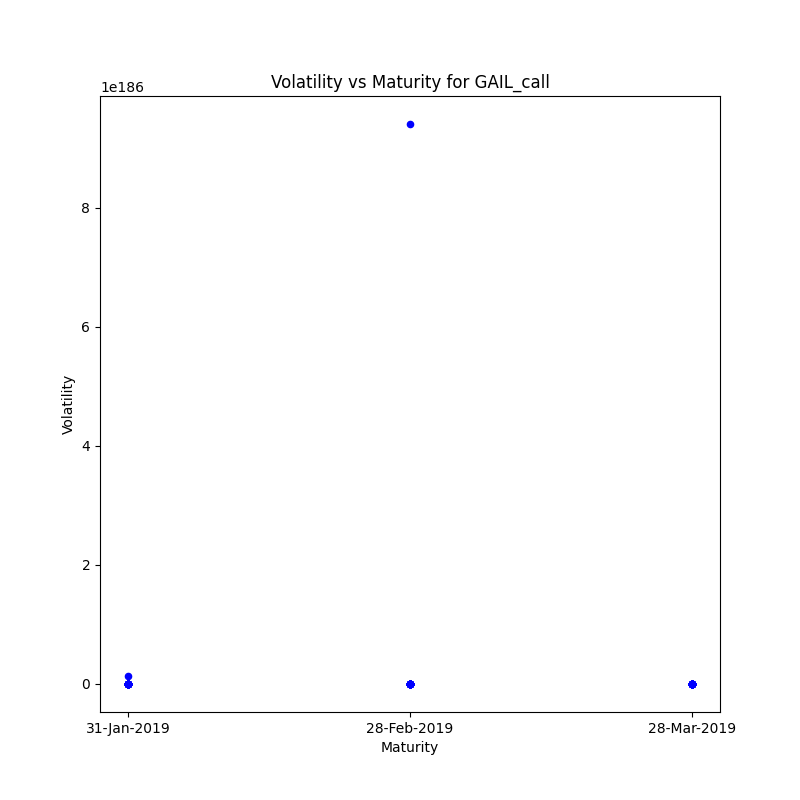 Volatility vs Maturity for GAIL_call
1e186
8
6
4
2
0
Volatility
31-Jan-2019
28-Feb-2019
28-Mar-2019
Maturity